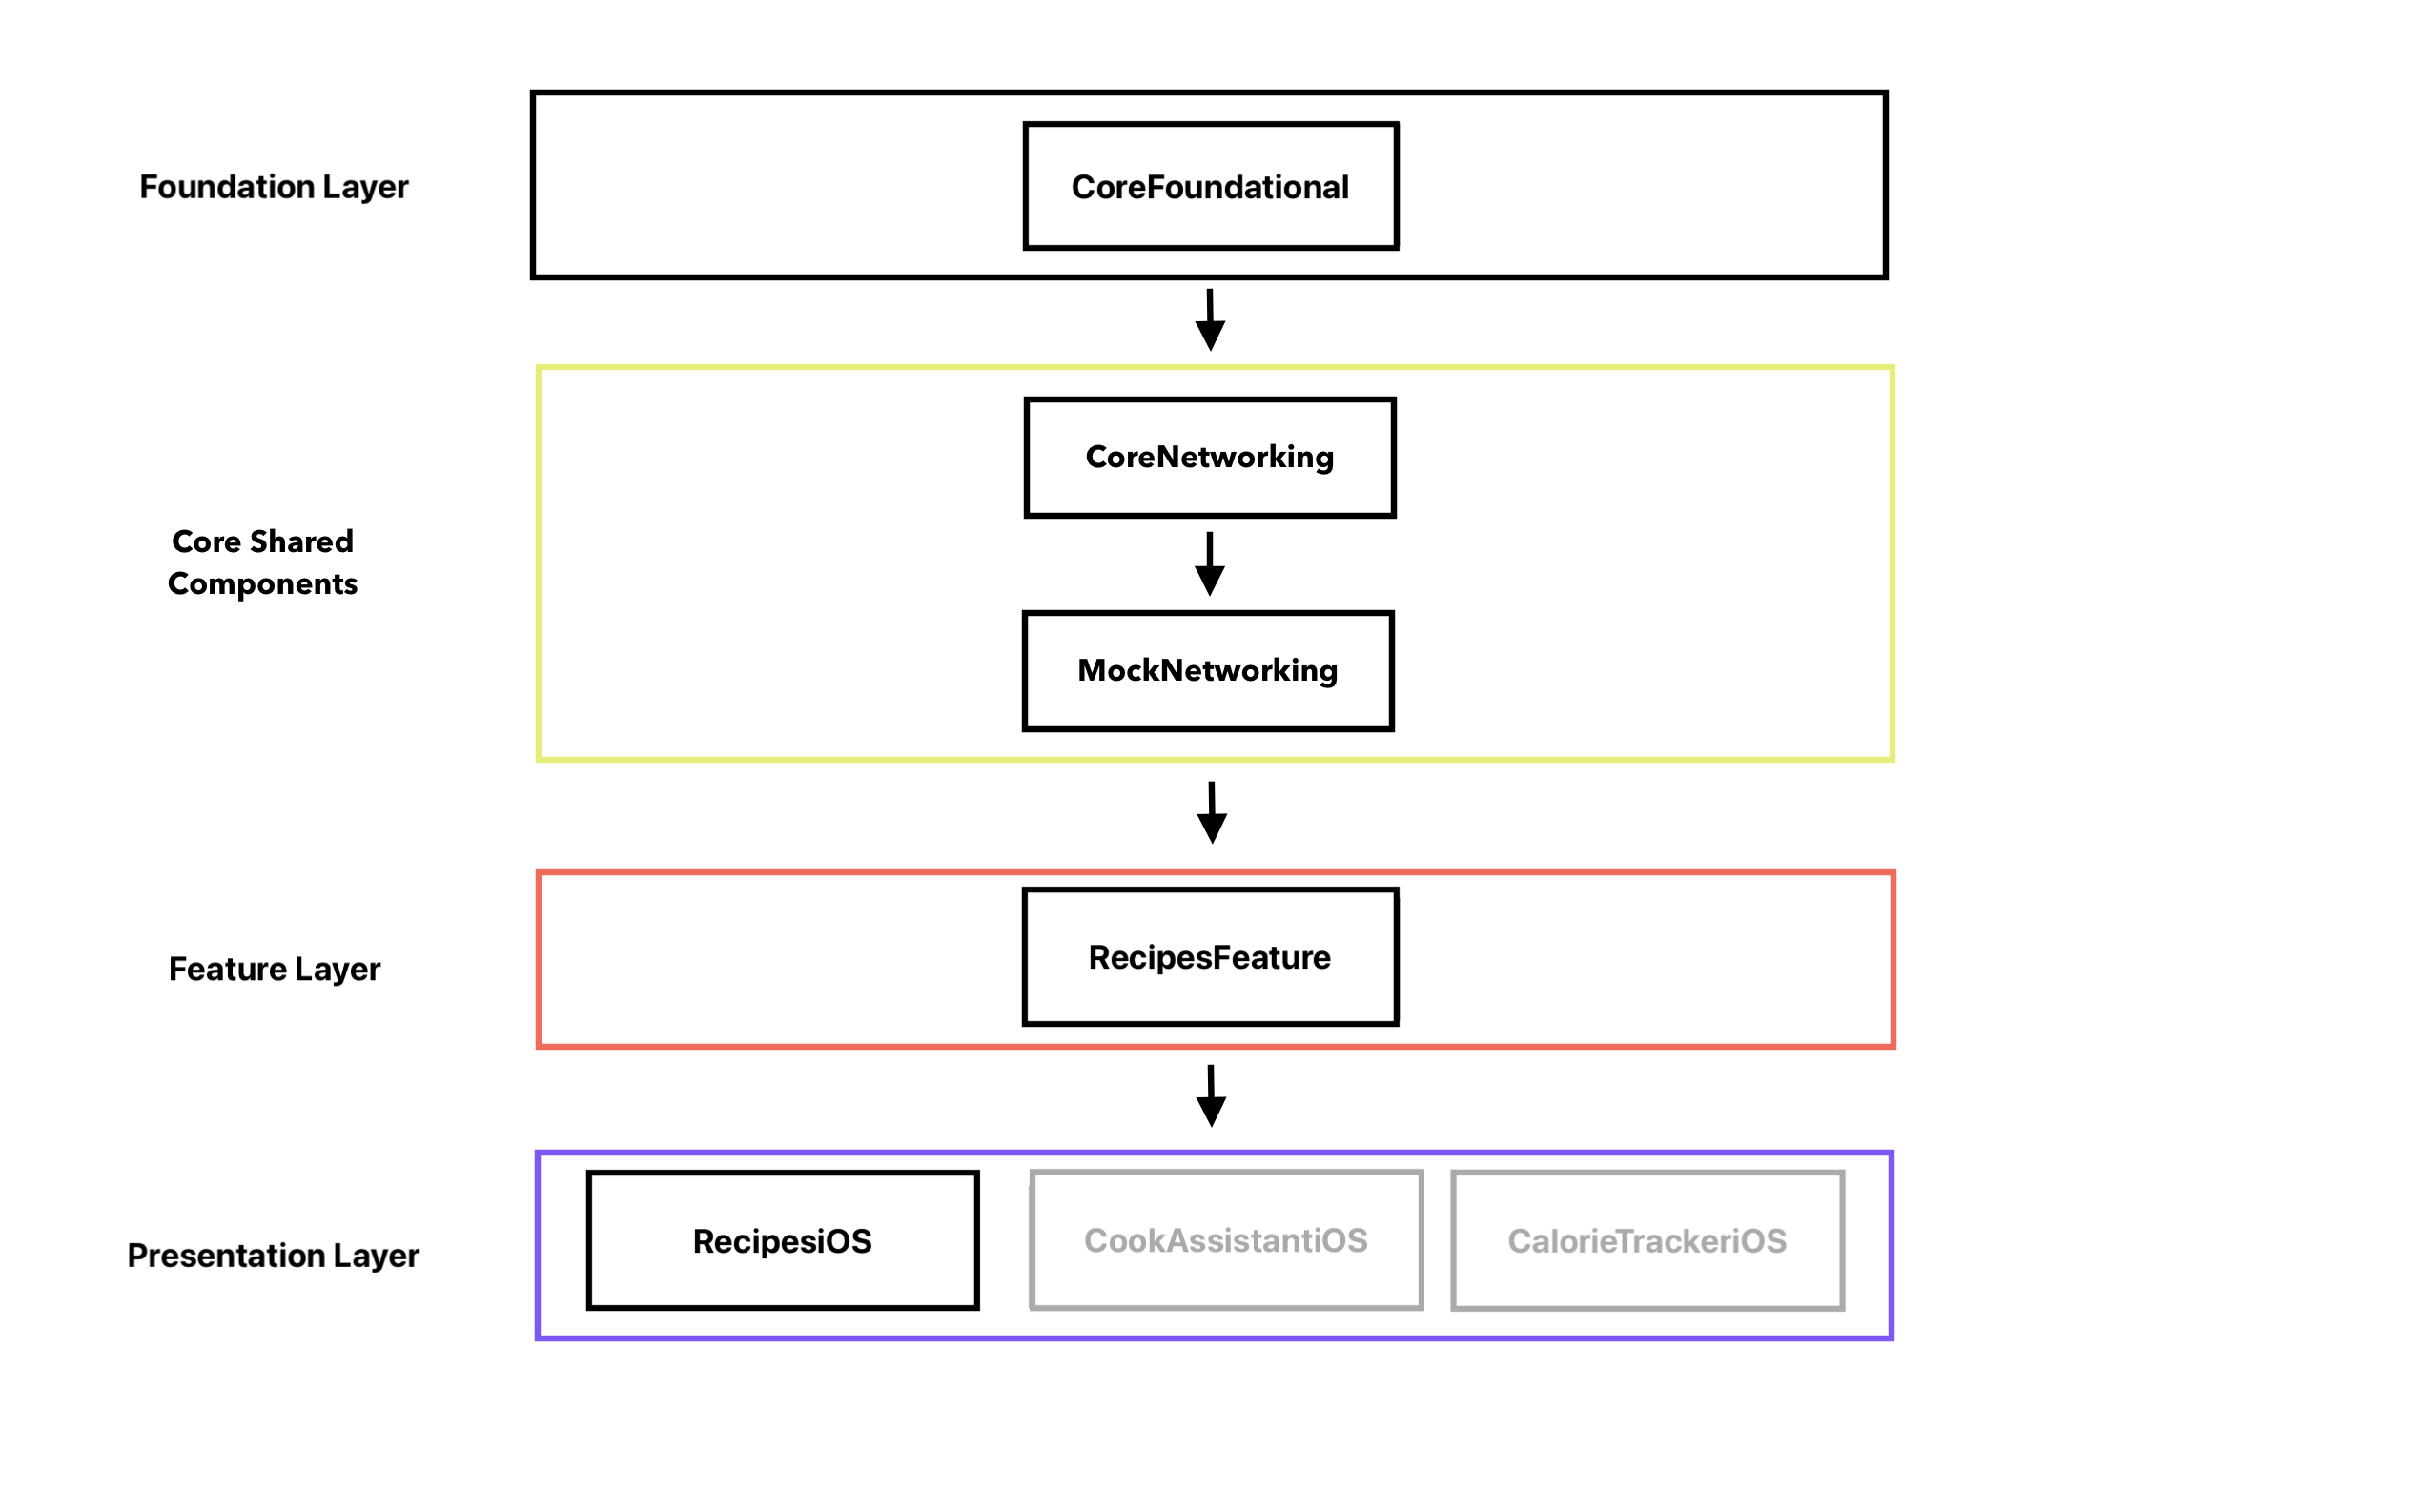 Foundation Layer
CoreFoundational
Core Shared
Components
CoreNetworking
MockNetworking
Feature Layer
RecipesFeature
Presentation Layer
RecipesiOS
CookAssistantiOS
CalorieTrackeriOS